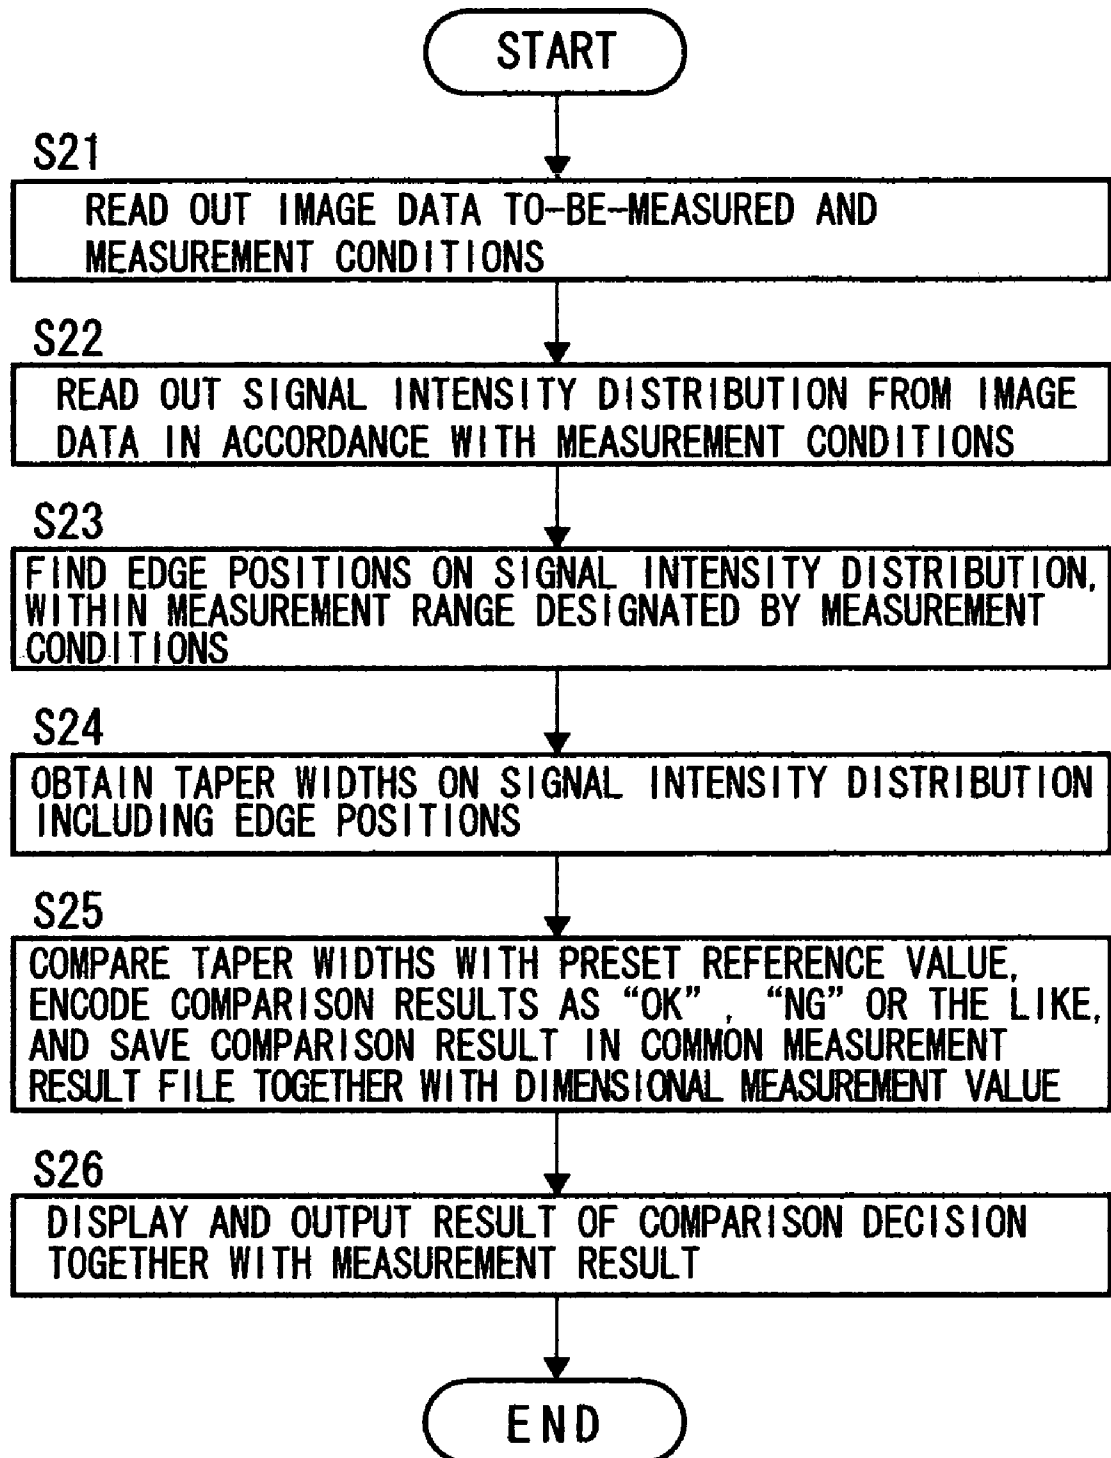 START
S21
READ OUT IMAGE DATA TO-BE-MEASURED AND
MEASUREMENT CONDITIONS
S22
READ OUT SIGNAL INTENSITY DISTRIBUTION FROM IMAGE
DATA IN ACCORDANCE WITH MEASUREMENT CONDITIONS
S23
FIND EDGE POSITIONS ON SIGNAL INTENSITY DISTRIBUTION,
WITHIN MEASUREMENT RANGE DESIGNATED BY MEASUREMENT
CONDITIONS
S24
OBTAIN TAPER WIDTHS ON SIGNAL INTENSITY DISTRIBUTION
INCLUDING EDGE POSITIONS
S25
COMPARE TAPER WIDTHS WITH PRESET REFERENCE VALUE,
ENCODE COMPARISON RESULTS AS “OK”, “NG” OR THE LIKE,
AND SAVE COMPARISON RESULT IN COMMON MEASUREMENT
RESULT FILE TOGETHER WITH DIMENSIONAL MEASUREMENT VALUE
S26
DISPLAY AND OUTPUT RESULT OF COMPARISON DECISION
TOGETHER WITH MEASUREMENT RESULT
END